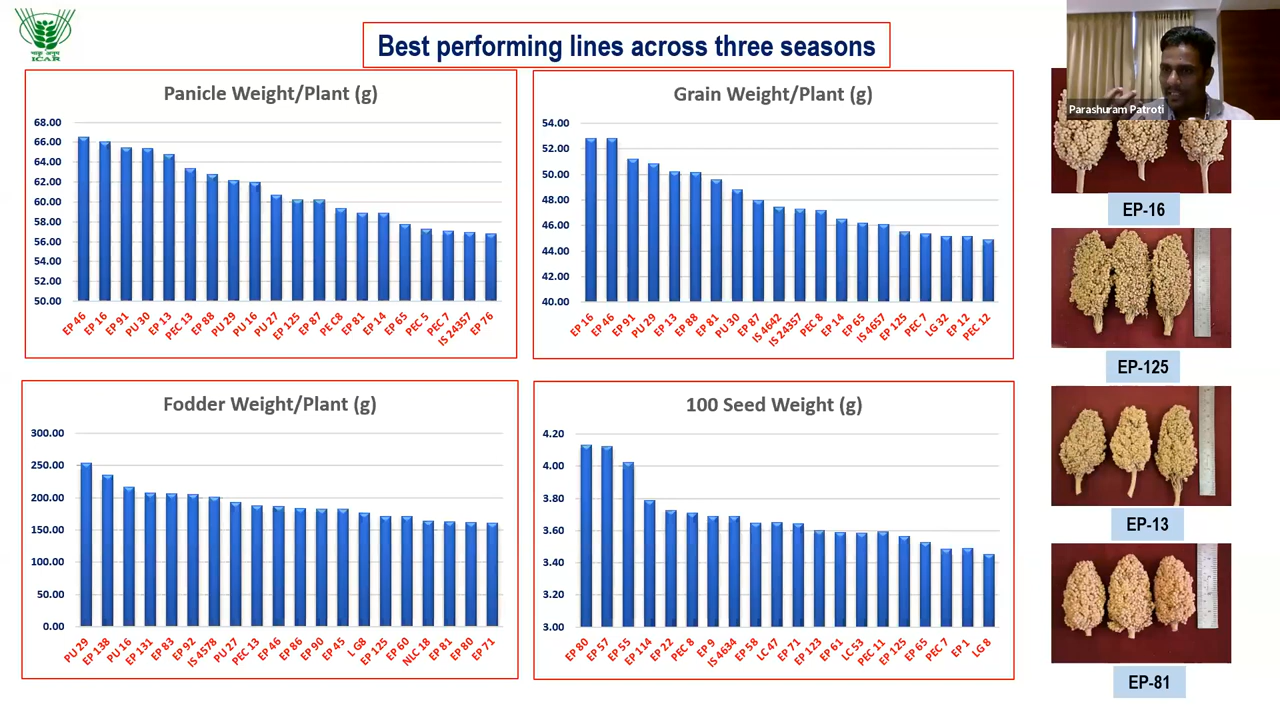 भाकृअनुप
ICAR
Best performing lines across three seasons
Parashuram Patroti
Panicle Weight/Plant (g)
68.00
66.00
64.00
62.00
60.00
58.00
56.00
54.00
52.00
50.00
EP 46
EP 16
EP 91
PU 30
EP 13
PEC 13
EP 88
PU 29
PU 16
PU 27
EP 125
EP 87
PE C8
EP 81
EP 14
EP 65
PEC 5
PEC 7
IS 24357
EP 76
Grain Weight/Plant (g)
54.00
52.00
50.00
48.00
46.00
44.00
42.00
40.00
EP 16
EP 46
EP 91
PU 29
EP 13
EP 88
EP 81
PU 30
EP 87
IS 4642
IS 24357
PEC 8
EP 14
EP 65
IS 4657
EP 125
PEC 7
LG 32
EP 12
PEC 12
Fodder Weight/Plant (g)
300.00
250.00
200.00
150.00
100.00
50.00
0.00
PU 29
EP 138
PU 16
EP 131
EP 83
EP 92
IS 4578
PU 27
PEC 13
EP 46
EP 86
EP 90
EP 45
LG8
EP 125
EP 60
NLC 18
EP 81
EP 80
EP 71
100 Seed Weight (g)
4.20
4.00
3.80
3.60
3.40
3.20
3.00
EP 80
EP 57
EP 55
EP 114
EP 22
PEC 8
EP 9
IS 4634
EP 58
LC 47
EP 71
EP 123
EP 61
LC 53
PEC 11
EP 125
EP 65
PEC 7
EP 1
LG 8
EP-16
EP-125
EP-13
EP-81